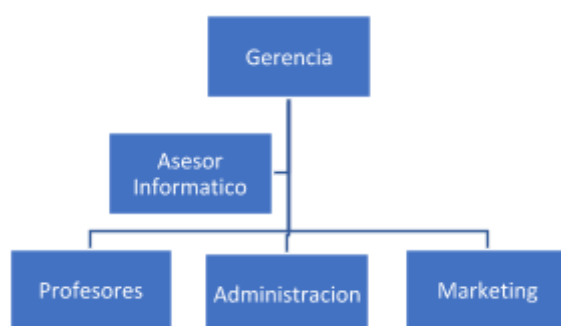 Gerencia
Asesor
Informatico
Profesores
Administracion
Marketing